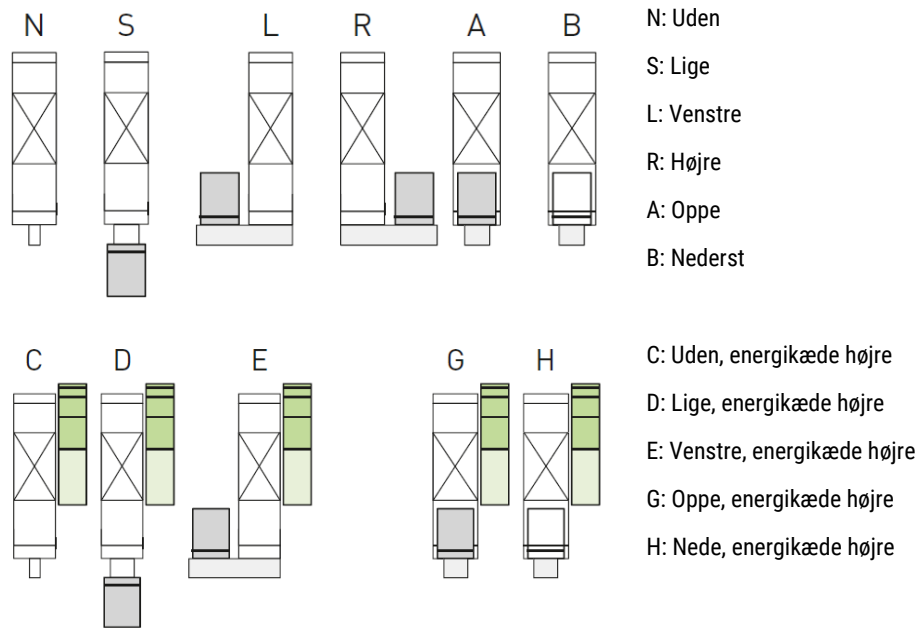 N S L R A B
N: Uden
S: Lige
L: Venstre
R: Højre
A: Oppe
B: Nederst
C D E G H
C: Uden, energikæde højre
D: Lige, energikæde højre
E: Venstre, energikæde højre
G: Oppe, energikæde højre
H: Nede, energikæde højre